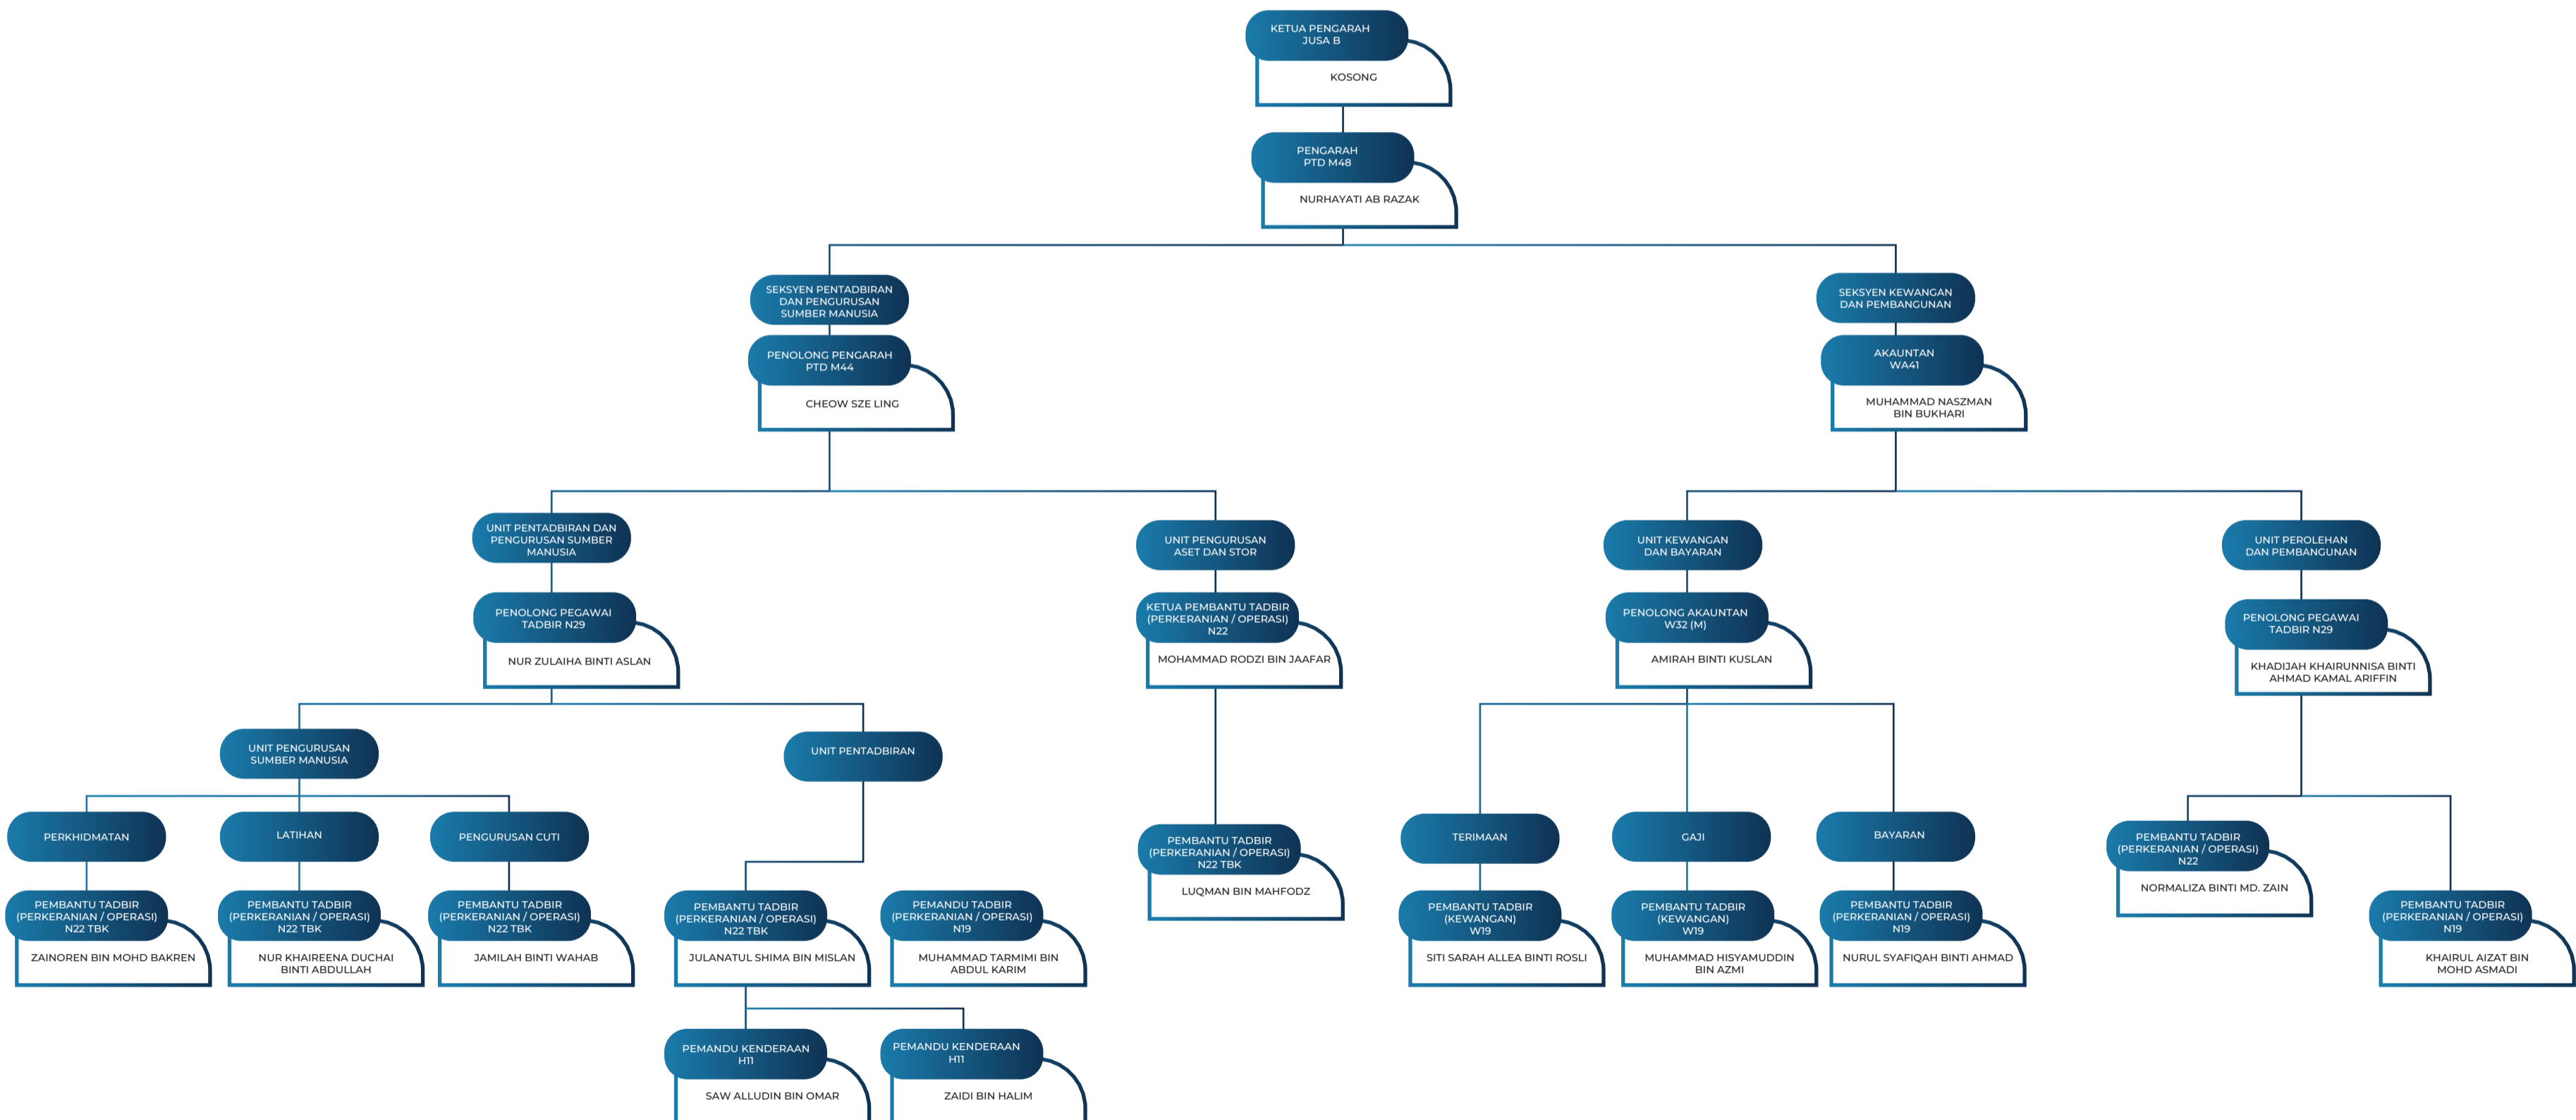 KETUA PENGARAH
JUSA B
KOSONG
PENGARAH
PTD M48
NURHAYATI AB RAZAK
SEKSYEN PENTADBIRAN
DAN PENGURUSAN
SUMBER MANUSIA
PENOLONG PENGARAH
PTD M44
CHEOW SZE LING
SEKSYEN KEWANGAN
DAN PEMBANGUNAN
AKAUNTAN
WA41
MUHAMMAD NASZMAN
BIN BUKHARI
UNIT PENTADBIRAN DAN
PENGURUSAN SUMBER
MANUSIA
PENOLONG PEGAWAI
TADBIR N29
NUR ZULAIHA BINTI ASLAN
UNIT PENGURUSAN
ASET DAN STOR
KETUA PEMBANTU TADBIR
(PERKERANIAN / OPERASI)
N22
MOHAMMAD RODZI BIN JAAFAR
UNIT KEWANGAN
DAN BAYARAN
PENOLONG AKAUNTAN
W32 (M)
AMIRAH BINTI KUSLAN
UNIT PEROLEHAN
DAN PEMBANGUNAN
PENOLONG PEGAWAI
TADBIR N29
KHADIJAH KHAIRUNNISA BINTI
AHMAD KAMAL ARIFFIN
UNIT PENGURUSAN
SUMBER MANUSIA
UNIT PENTADBIRAN
PERKHIDMATAN
LATIHAN
PENGURUSAN CUTI
PEMBANTU TADBIR
(PERKERANIAN / OPERASI)
N22 TBK
ZAINOREN BIN MOHD BAKREN
PEMBANTU TADBIR
(PERKERANIAN / OPERASI)
N22 TBK
NUR KHAIREENA DUCHAI
BINTI ABDULLAH
PEMBANTU TADBIR
(PERKERANIAN / OPERASI)
N22 TBK
JAMILAH BINTI WAHAB
PEMBANTU TADBIR
(PERKERANIAN / OPERASI)
N22 TBK
JULANATUL SHIMA BIN MISLAN
PEMANDU TADBIR
(PERKERANIAN / OPERASI)
N19
MUHAMMAD TARMIMI BIN
ABDUL KARIM
PEMANDU KENDERAAN
H11
SAW ALLUDIN BIN OMAR
PEMANDU KENDERAAN
H11
ZAIDI BIN HALIM
PEMBANTU TADBIR
(PERKERANIAN / OPERASI)
N22 TBK
LUQMAN BIN MAHFODZ
TERIMAAN
GAJI
BAYARAN
PEMBANTU TADBIR
(KEWANGAN)
W19
SITI SARAH ALLEA BINTI ROSLI
PEMBANTU TADBIR
(KEWANGAN)
W19
MUHAMMAD HISYAMUDDIN
BIN AZMI
PEMBANTU TADBIR
(PERKERANIAN / OPERASI)
N19
NURUL SYAFIQAH BINTI AHMAD
PEMBANTU TADBIR
(PERKERANIAN / OPERASI)
N22
NORMALIZA BINTI MD. ZAIN
PEMBANTU TADBIR
(PERKERANIAN / OPERASI)
N19
KHAIRUL AIZAT BIN
MOHD ASMADI